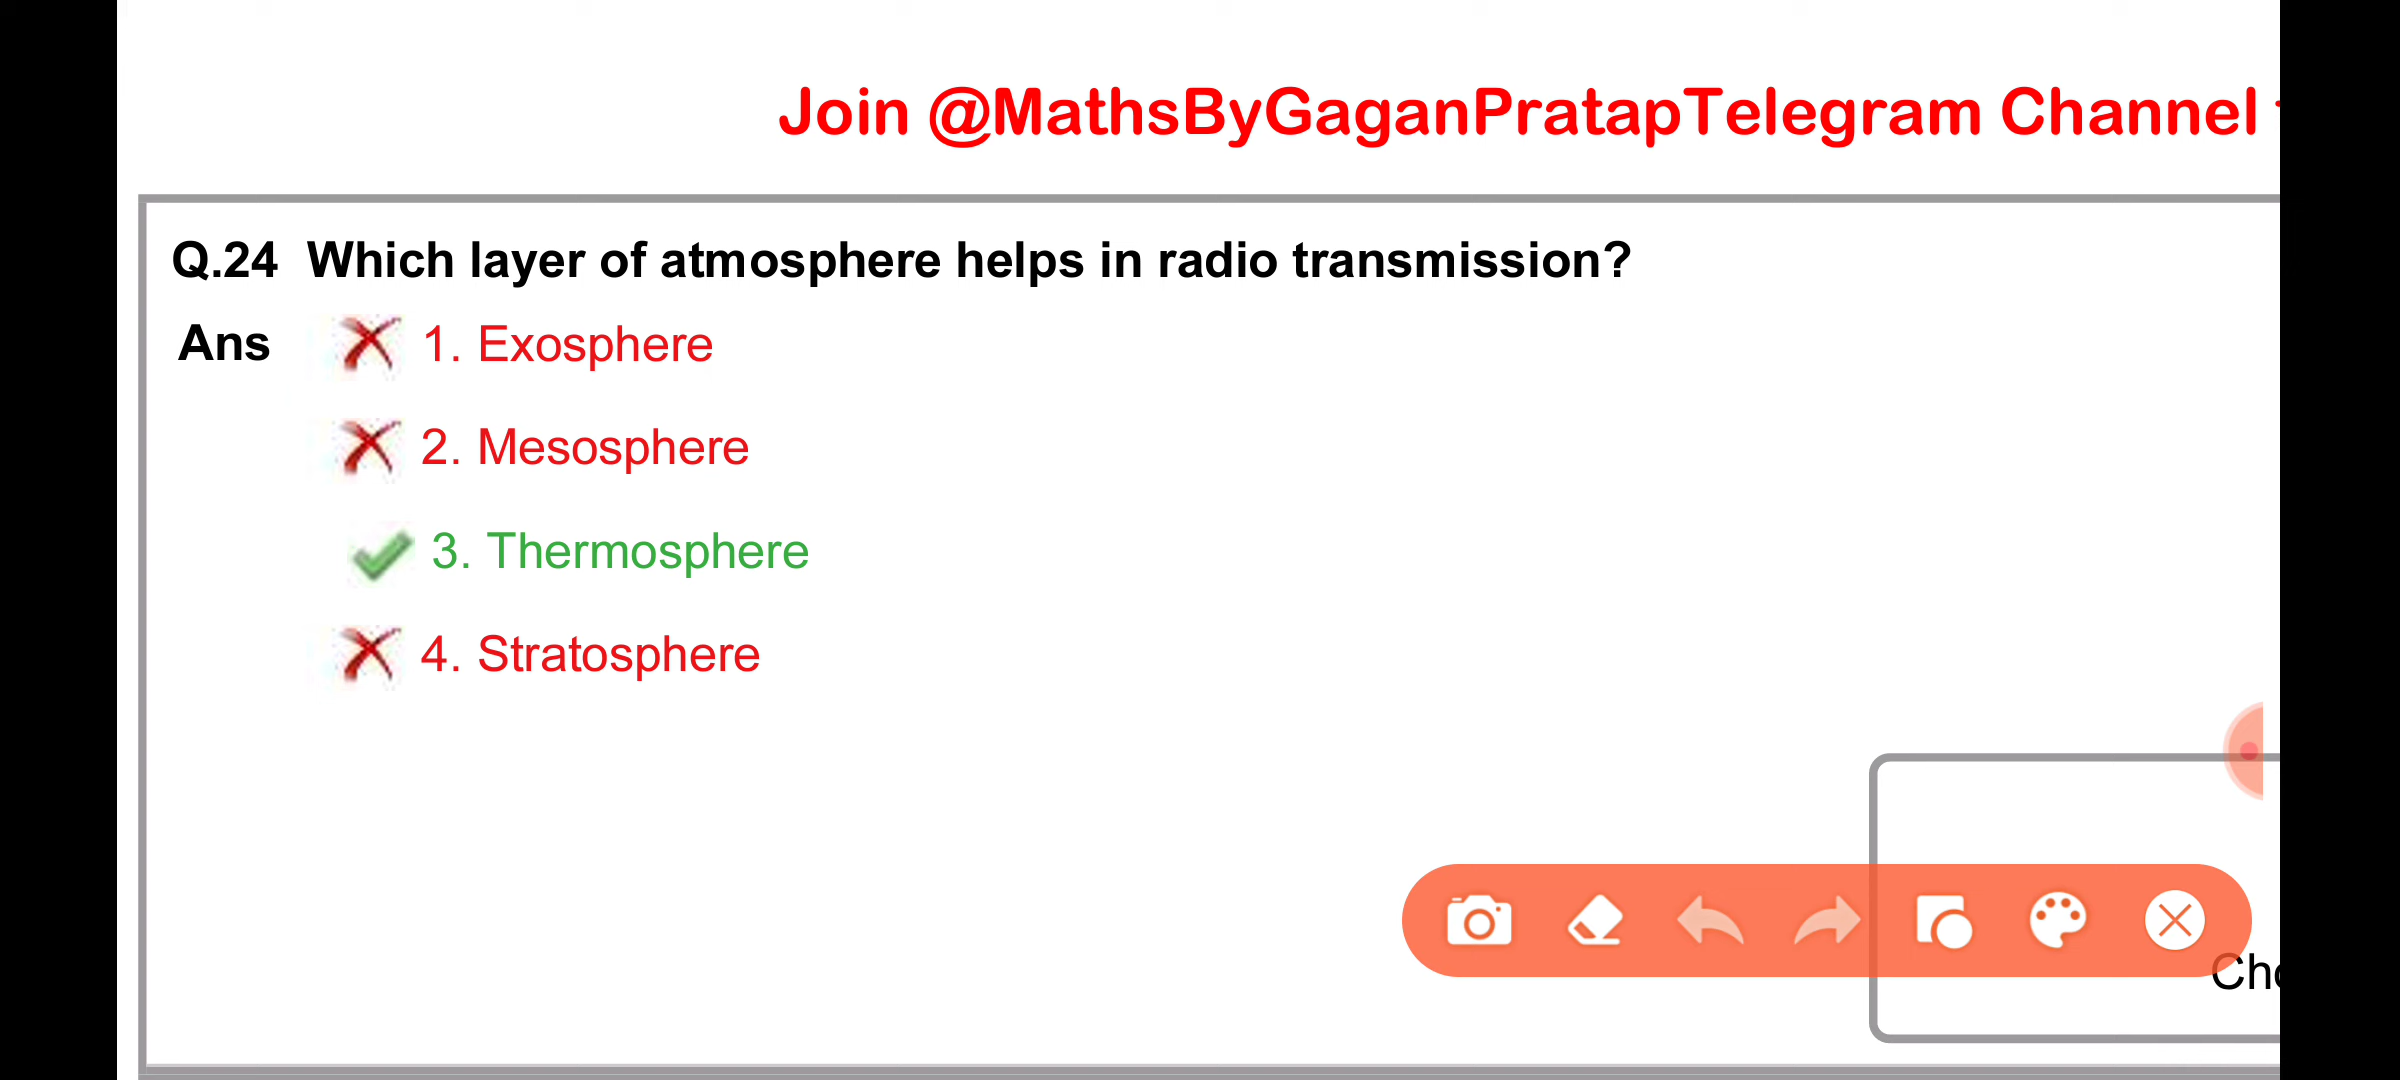 Join @MathsByGaganPratapTelegram Channel
Q.24 Which layer of atmosphere helps in radio transmission?
Ans 1. Exosphere
2. Mesosphere
3. Thermosphere
4. Stratosphere